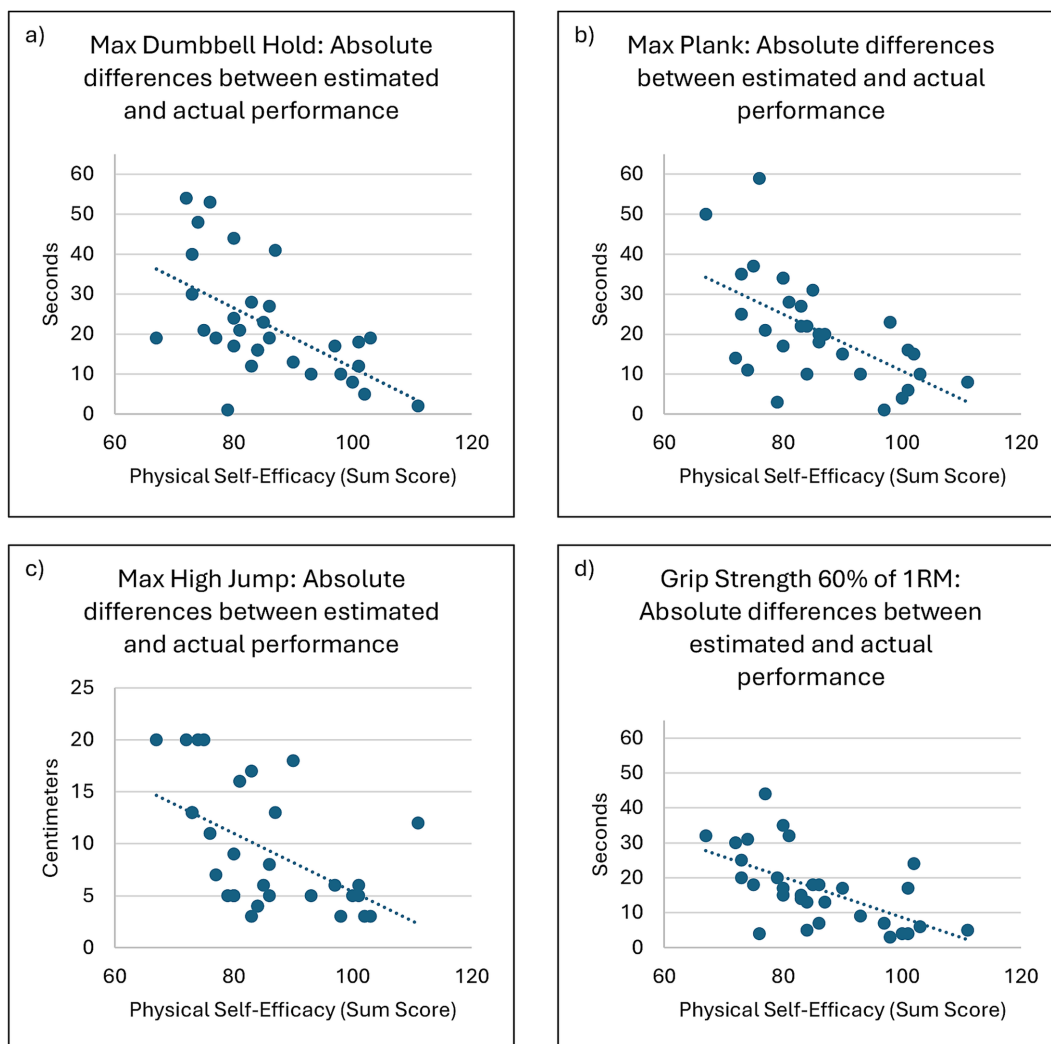 a)
Max Dumbbell Hold: Absolute
differences between estimated
and actual performance
Seconds
60
50
40
30
20
10
0
60
80
100
120
Physical Self-Efficacy (Sum Score)
b)
Max Plank: Absolute differences
between estimated and actual
performance
Seconds
60
50
40
30
20
10
0
60
80
100
120
Physical Self-Efficacy (Sum Score)
c)
Max High Jump: Absolute
differences between estimated
and actual performance
Centimeters
25
20
15
10
5
0
60
80
100
120
Physical Self-Efficacy (Sum Score)
d)
Grip Strength 60% of 1RM:
Absolute differences between
estimated and actual
performance
Seconds
60
50
40
30
20
10
0
60
80
100
120
Physical Self-Efficacy (Sum Score)